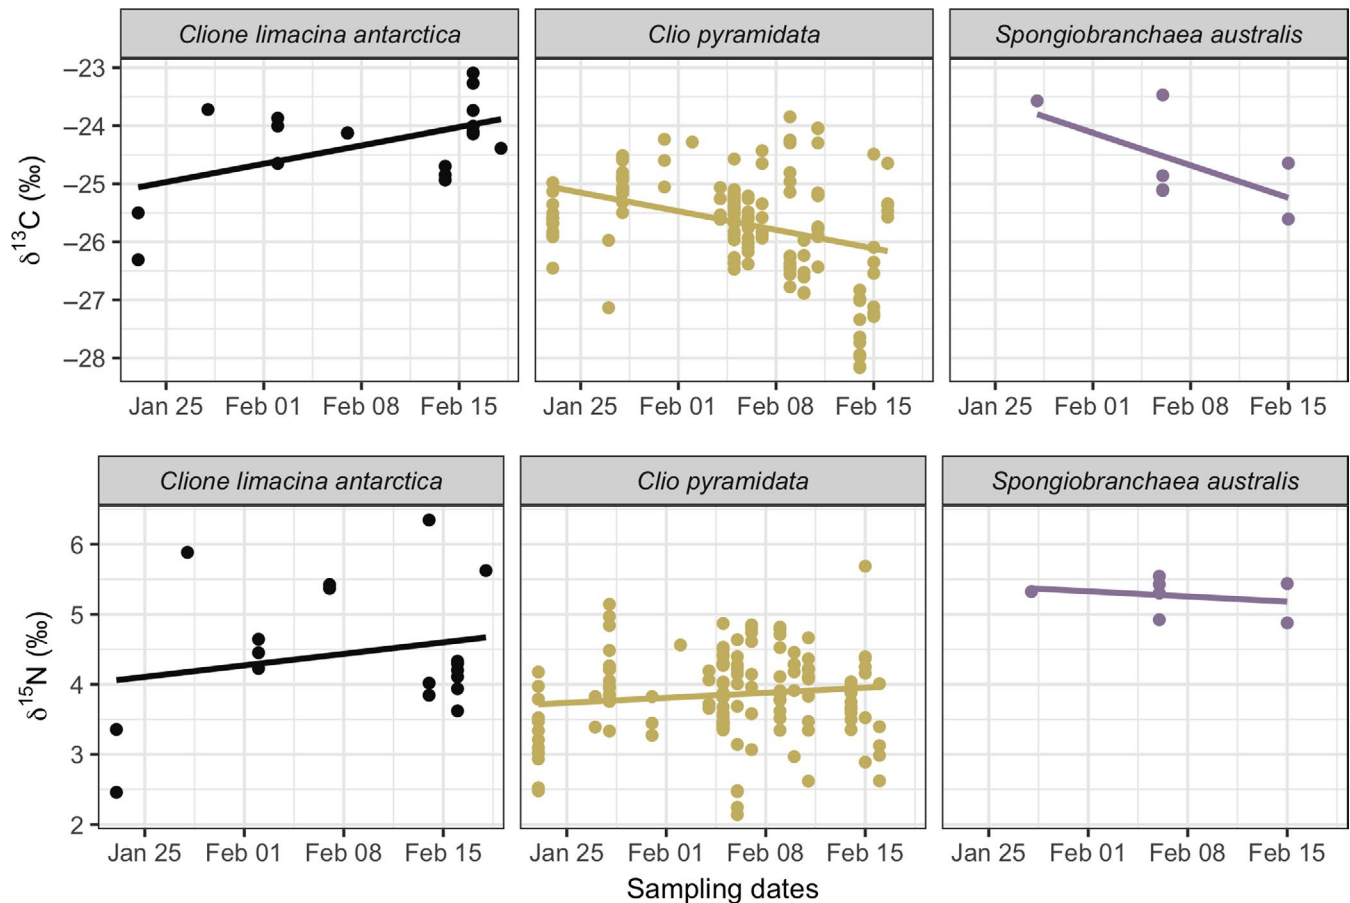 Clione limacina antarctica Clio pyramidata Spongiobranchaea australis
δ¹³C (‰)
–23
–24
–25
–26
–27
–28
Jan 25 Feb 01 Feb 08 Feb 15 Jan 25 Feb 01 Feb 08 Feb 15 Jan 25 Feb 01 Feb 08 Feb 15
Clione limacina antarctica Clio pyramidata Spongiobranchaea australis
δ¹⁵N (‰)
6
5
4
3
2
Jan 25 Feb 01 Feb 08 Feb 15 Jan 25 Feb 01 Feb 08 Feb 15 Jan 25 Feb 01 Feb 08 Feb 15
Sampling dates